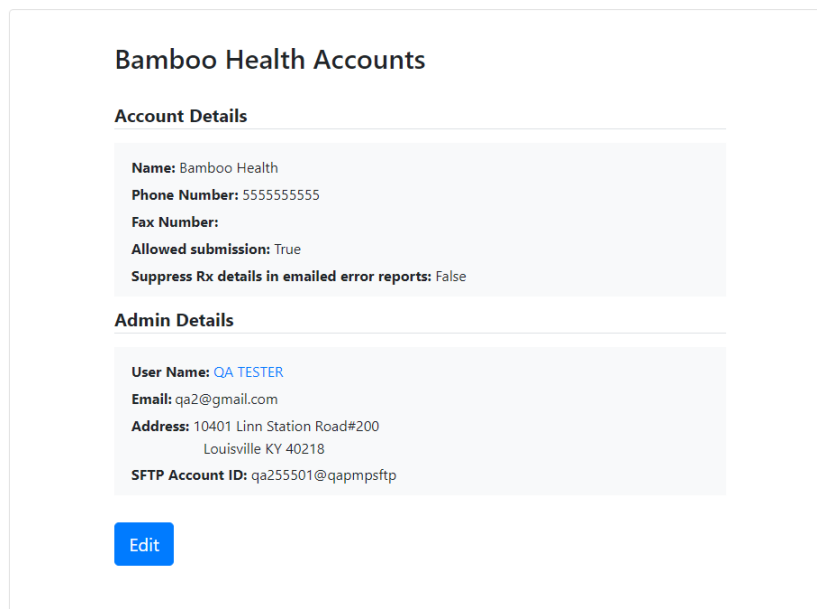 Bamboo Health Accounts
Account Details
Name: Bamboo Health
Phone Number: 5555555555
Fax Number:
Allowed submission: True
Suppress Rx details in emailed error reports: False
Admin Details
User Name: QA TESTER
Email: qa2@gmail.com
Address: 10401 Linn Station Road#200
Louisville KY 40218
SFTP Account ID: qa255501@qapmpsftp
Edit